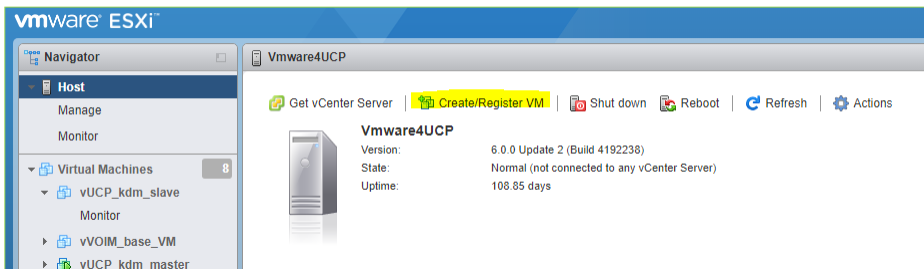 vmware ESXi™
Navigator
Vmware4UCP
Host
Manage
Monitor
Virtual Machines 8
vUCP_kdm_slave
Monitor
vVOIM_base_VM
vUCP_kdm_master
Get vCenter Server Create/Register VM Shut down Reboot Refresh Actions
Vmware4UCP
Version: 6.0.0 Update 2 (Build 4192238)
State: Normal (not connected to any vCenter Server)
Uptime: 108.85 days